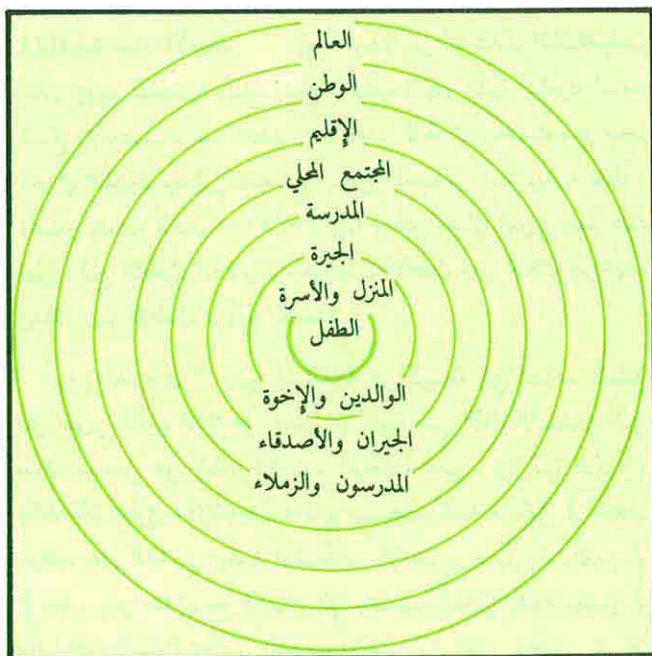 العالم
الوطن
الإقليم
المجتمع المحلي
المدرسة
الجيرة
المنزل والأسرة
الطفل
الوالدين والإخوة
الجيران والأصدقاء
المدرسون والزملاء